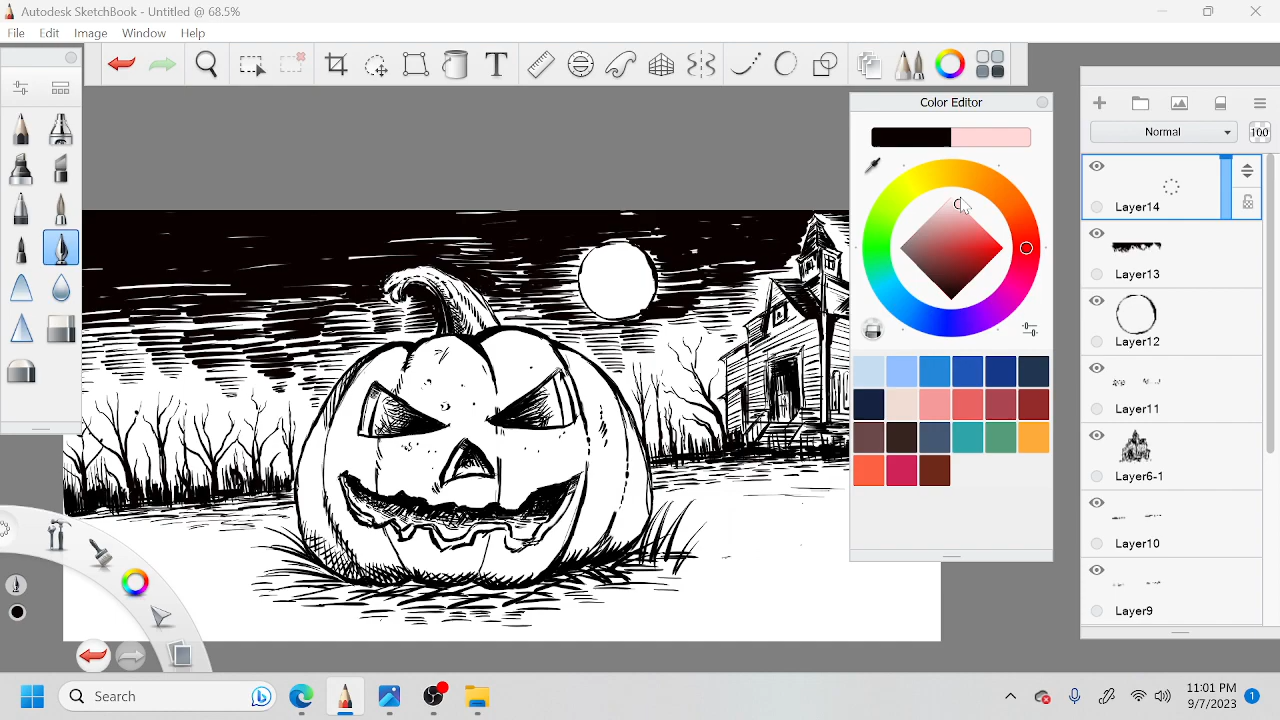 Autodesk SketchBook - Untitled @ 68.5%
File Edit Image Window Help
T
Color Editor
Normal
100
Layer14
Layer13
Layer12
Layer11
Layer6-1
Layer10
Layer9
Search
11:01 PM
9/7/2023
1